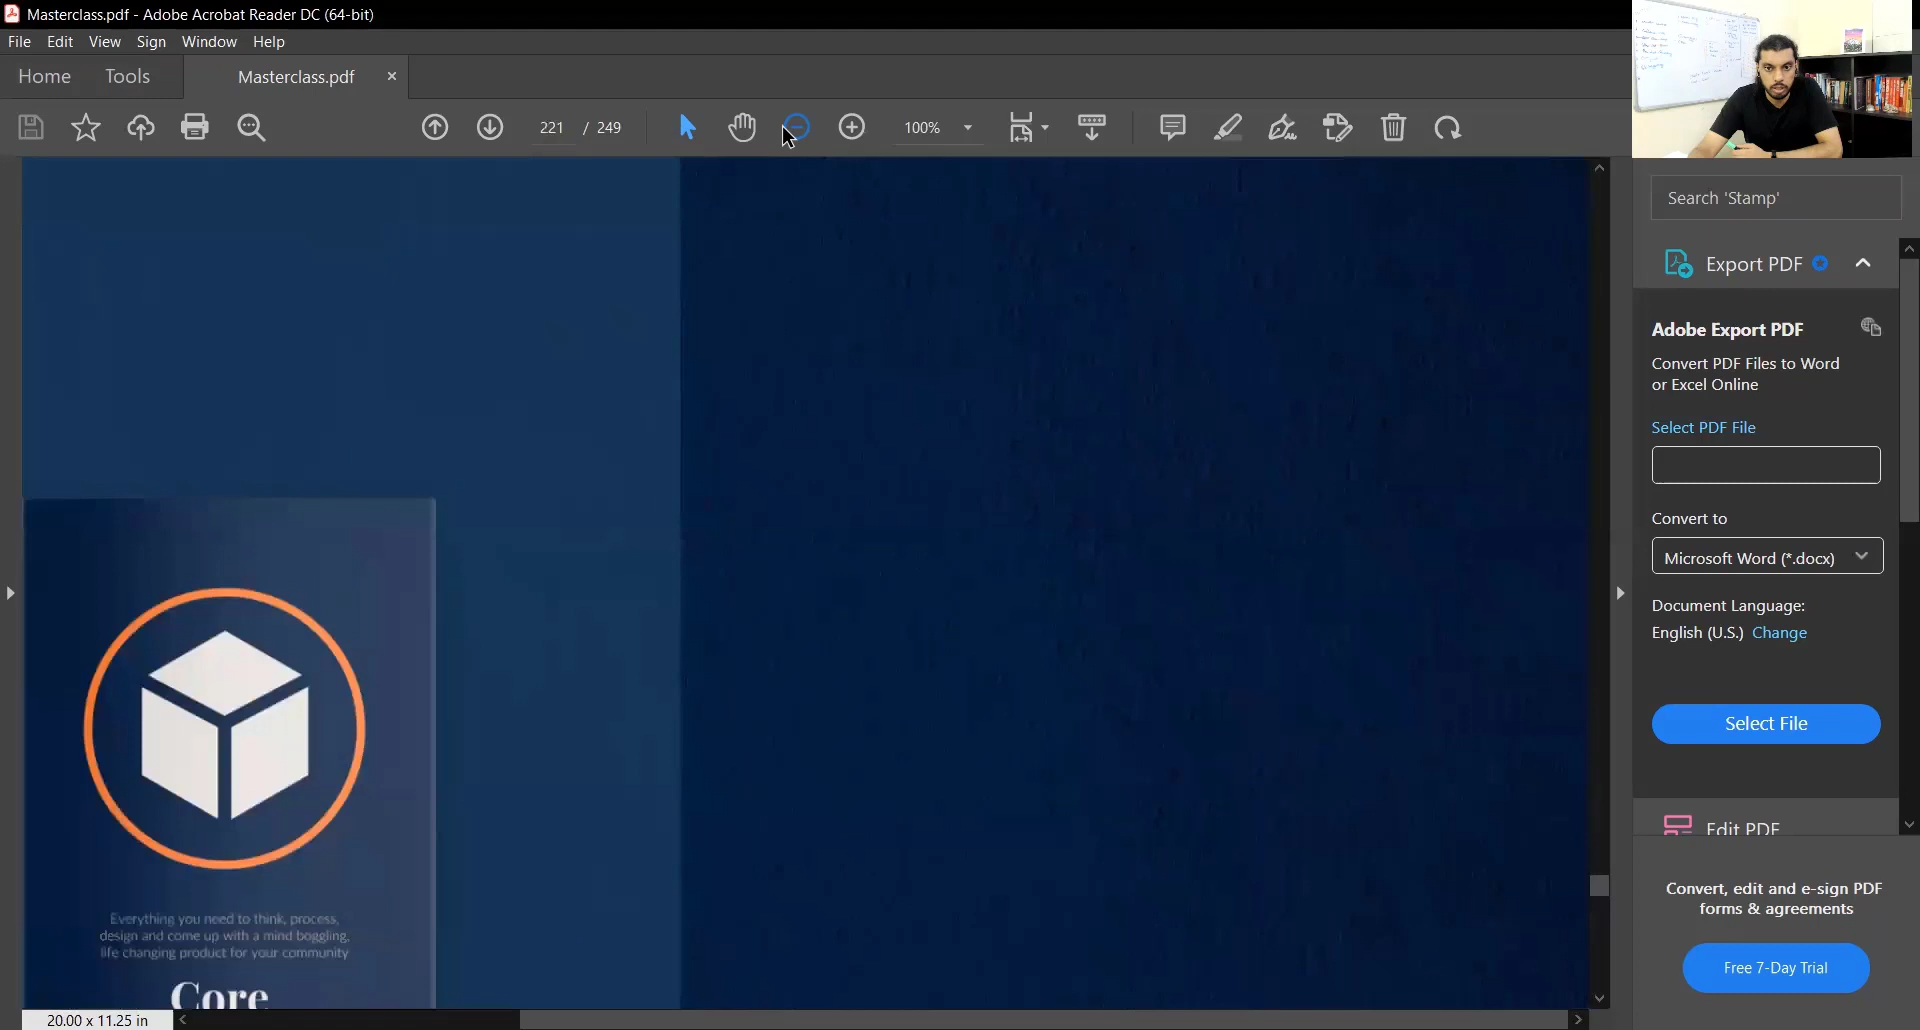 Masterclass.pdf - Adobe Acrobat Reader DC (64-bit)
File Edit View Sign Window Help
Home Tools Masterclass.pdf ×
221 / 249 100%
Search 'Stamp'
Export PDF
Adobe Export PDF
Convert PDF Files to Word
or Excel Online
Select PDF File
Convert to
Microsoft Word (*.docx)
Document Language:
English (U.S.) Change
Select File
Edit PDF
Convert, edit and e-sign PDF
forms & agreements
Free 7-Day Trial
Everything you need to think, process,
design and come up with a mind boggling,
life changing product for your community
Core
20.00 x 11.25 in